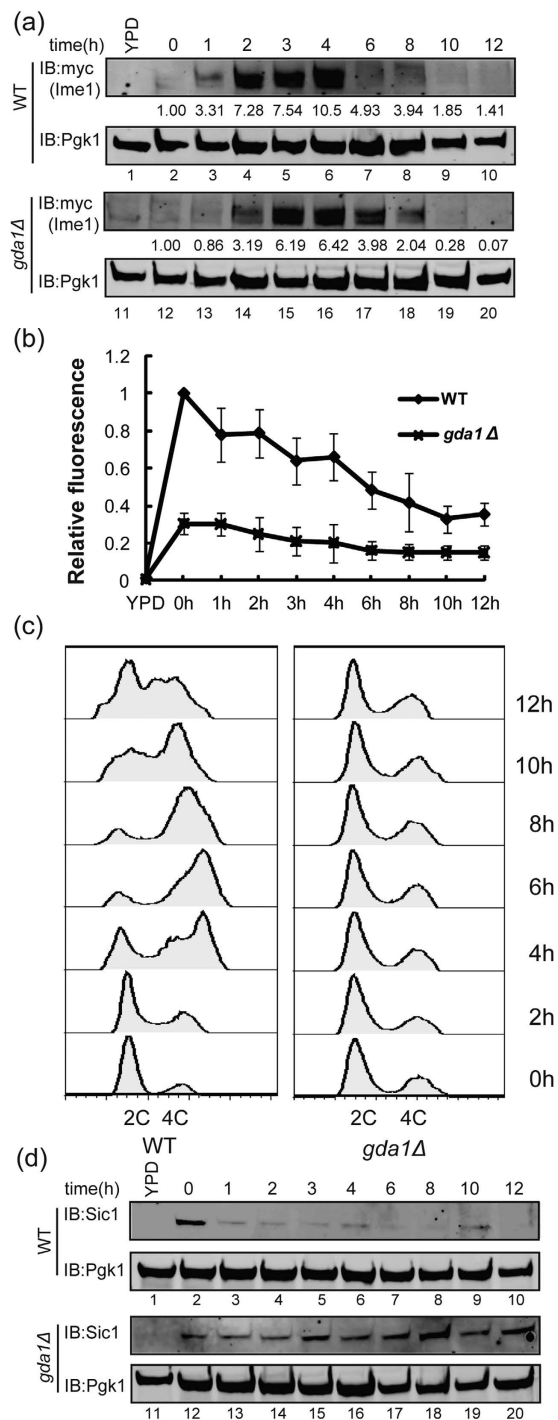 (a)
time(h) YPD 0 1 2 3 4 6 8 10 12
WT
IB:myc
(Ime1)
1.00 3.31 7.28 7.54 10.5 4.93 3.94 1.85 1.41
IB:Pgk1
1 2 3 4 5 6 7 8 9 10
gda1Δ
IB:myc
(Ime1)
1.00 0.86 3.19 6.19 6.42 3.98 2.04 0.28 0.07
IB:Pgk1
11 12 13 14 15 16 17 18 19 20
(b)
Relative fluorescence
1.2
1
0.8
0.6
0.4
0.2
0
WT
gda1Δ
YPD 0h 1h 2h 3h 4h 6h 8h 10h 12h
(c)
12h
10h
8h
6h
4h
2h
0h
2C 4C 2C 4C
WT gda1Δ
(d)
time(h) YPD 0 1 2 3 4 6 8 10 12
WT
IB:Sic1
IB:Pgk1
1 2 3 4 5 6 7 8 9 10
gda1Δ
IB:Sic1
IB:Pgk1
11 12 13 14 15 16 17 18 19 20